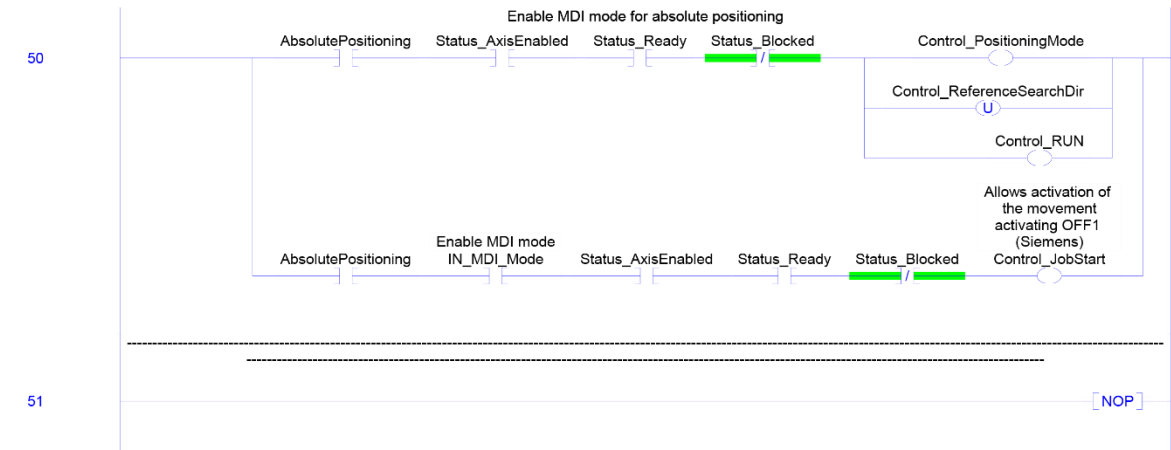 Enable MDI mode for absolute positioning
AbsolutePositioning Status_AxisEnabled Status_Ready Status_Blocked Control_PositioningMode
50
/
Control_ReferenceSearchDir
U
Control_RUN
Allows activation of
the movement
activating OFF1
(Siemens)
Enable MDI mode
AbsolutePositioning IN_MDI_Mode Status_AxisEnabled Status_Ready Status_Blocked Control_JobStart
/
51
NOP